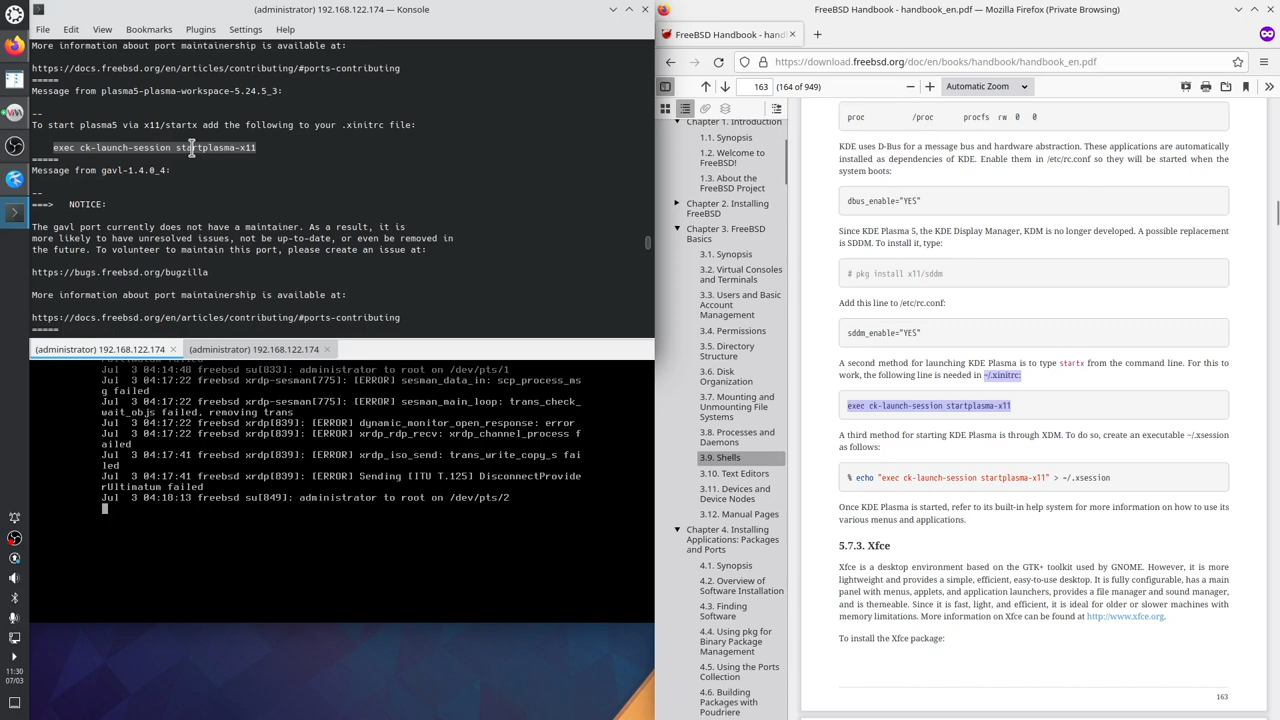 (administrator) 192.168.122.174 — Konsole
File Edit View Bookmarks Plugins Settings Help
More information about port maintainership is available at:
https://docs.freebsd.org/en/articles/contributing/#ports-contributing
=====
Message from plasma5-plasma-workspace-5.24.5_3:
--
To start plasma5 via x11/startx add the following to your .xinitrc file:
exec ck-launch-session startplasma-x11
=====
Message from gavl-1.4.0_4:
--
===> NOTICE:
The gavl port currently does not have a maintainer. As a result, it is
more likely to have unresolved issues, not be up-to-date, or even be removed in
the future. To volunteer to maintain this port, please create an issue at:
https://bugs.freebsd.org/bugzilla
More information about port maintainership is available at:
https://docs.freebsd.org/en/articles/contributing/#ports-contributing
=====
(administrator) 192.168.122.174
(administrator) 192.168.122.174
Jul 3 04:14:48 freebsd su[833]: administrator to root on /dev/pts/1
Jul 3 04:17:22 freebsd xrdp-sesman[775]: [ERROR] sesman_data_in: scp_process_ms
g failed
Jul 3 04:17:22 freebsd xrdp-sesman[775]: [ERROR] sesman_main_loop: trans_check_
wait_objs failed, removing trans
Jul 3 04:17:22 freebsd xrdp[839]: [ERROR] dynamic_monitor_open_response: error
Jul 3 04:17:22 freebsd xrdp[839]: [ERROR] xrdp_rdp_recv: xrdp_channel_process f
ailed
Jul 3 04:17:41 freebsd xrdp[839]: [ERROR] xrdp_iso_send: trans_write_copy_s fai
led
Jul 3 04:17:41 freebsd xrdp[839]: [ERROR] Sending [ITU T.125] DisconnectProvide
rUltimatum failed
Jul 3 04:18:13 freebsd su[849]: administrator to root on /dev/pts/2
11:30
07/03
FreeBSD Handbook - handbook_en.pdf — Mozilla Firefox (Private Browsing)
FreeBSD Handbook - hand
https://download.freebsd.org/doc/en/books/handbook/handbook_en.pdf
163 (164 of 949)
Automatic Zoom
Chapter 1. Introduction
1.1. Synopsis
1.2. Welcome to
FreeBSD!
1.3. About the
FreeBSD Project
Chapter 2. Installing
FreeBSD
Chapter 3. FreeBSD
Basics
3.1. Synopsis
3.2. Virtual Consoles
and Terminals
3.3. Users and Basic
Account
Management
3.4. Permissions
3.5. Directory
Structure
3.6. Disk
Organization
3.7. Mounting and
Unmounting File
Systems
3.8. Processes and
Daemons
3.9. Shells
3.10. Text Editors
3.11. Devices and
Device Nodes
3.12. Manual Pages
Chapter 4. Installing
Applications: Packages
and Ports
4.1. Synopsis
4.2. Overview of
Software Installation
4.3. Finding
Software
4.4. Using pkg for
Binary Package
Management
4.5. Using the Ports
Collection
4.6. Building
Packages with
Poudriere
proc /proc procfs rw 0 0
KDE uses D-Bus for a message bus and hardware abstraction. These applications are automatically
installed as dependencies of KDE. Enable them in /etc/rc.conf so they will be started when the
system boots:
dbus_enable="YES"
Since KDE Plasma 5, the KDE Display Manager, KDM is no longer developed. A possible replacement
is SDDM. To install it, type:
# pkg install x11/sddm
Add this line to /etc/rc.conf:
sddm_enable="YES"
A second method for launching KDE Plasma is to type startx from the command line. For this to
work, the following line is needed in ~/.xinitrc:
exec ck-launch-session startplasma-x11
A third method for starting KDE Plasma is through XDM. To do so, create an executable ~/.xsession
as follows:
% echo "exec ck-launch-session startplasma-x11" > ~/.xsession
Once KDE Plasma is started, refer to its built-in help system for more information on how to use its
various menus and applications.
5.7.3. Xfce
Xfce is a desktop environment based on the GTK+ toolkit used by GNOME. However, it is more
lightweight and provides a simple, efficient, easy-to-use desktop. It is fully configurable, has a main
panel with menus, applets, and application launchers, provides a file manager and sound manager,
and is themeable. Since it is fast, light, and efficient, it is ideal for older or slower machines with
memory limitations. More information on Xfce can be found at http://www.xfce.org.
To install the Xfce package:
163